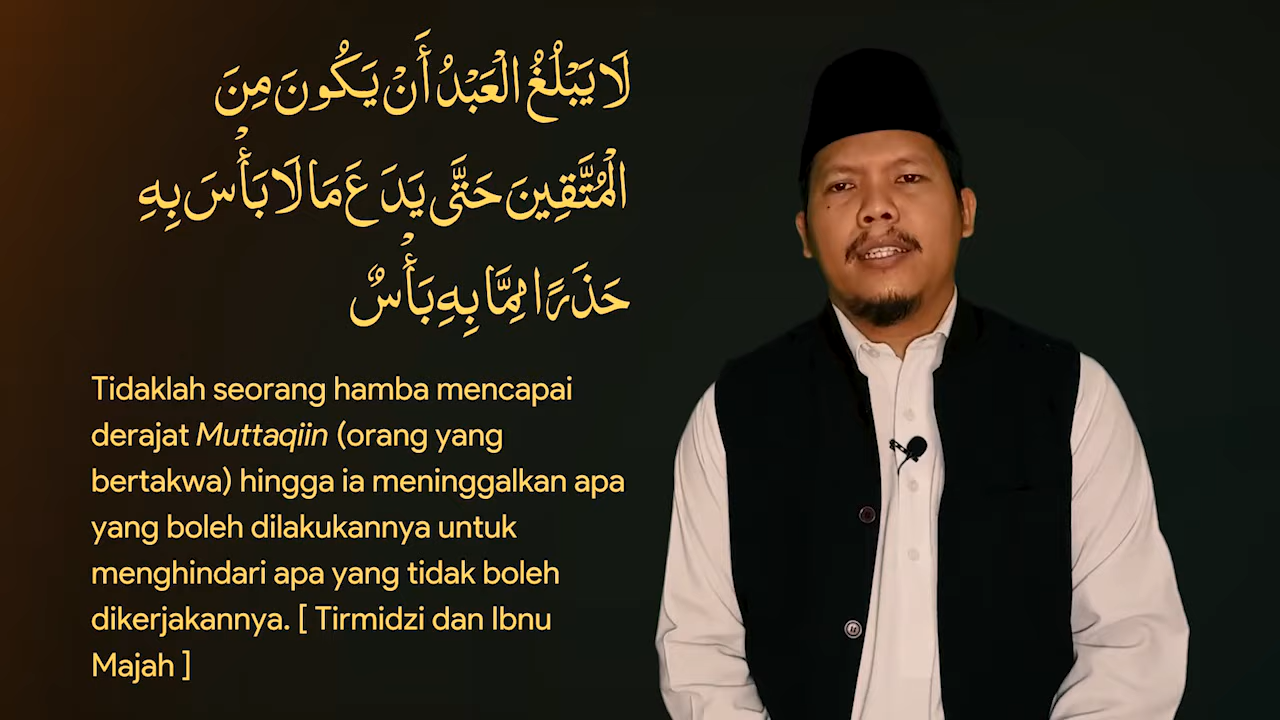 لَا يَبْلُغُ الْعَبْدُ أَنْ يَكُونَ مِنَ
الْمُتَّقِينَ حَتَّى يَدَعَ مَا لَا بَأْسَ بِهِ
حَذَرًا مِمَّا بِهِ بَأْسٌ
Tidaklah seorang hamba mencapai
derajat Muttaqiin (orang yang
bertakwa) hingga ia meninggalkan apa
yang boleh dilakukannya untuk
menghindari apa yang tidak boleh
dikerjakannya. [ Tirmidzi dan Ibnu
Majah ]